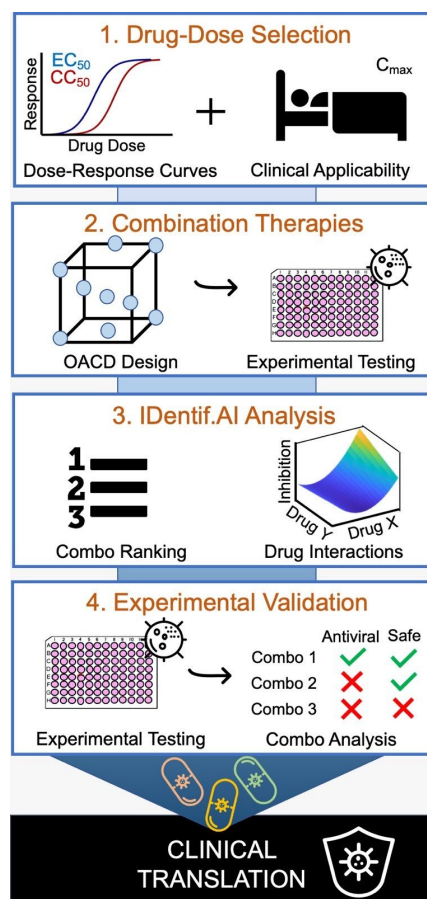 1. Drug-Dose Selection
EC50
CC50
Response
Drug Dose
Dose-Response Curves
+
Cmax
Clinical Applicability
2. Combination Therapies
OACD Design
Experimental Testing
3. IDentif.AI Analysis
1
2
3
Combo Ranking
Inhibition
Drug Y
Drug X
Drug Interactions
4. Experimental Validation
Experimental Testing
Antiviral Safe
Combo 1
Combo 2
Combo 3
Combo Analysis
CLINICAL
TRANSLATION